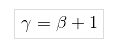 γ = β + 1